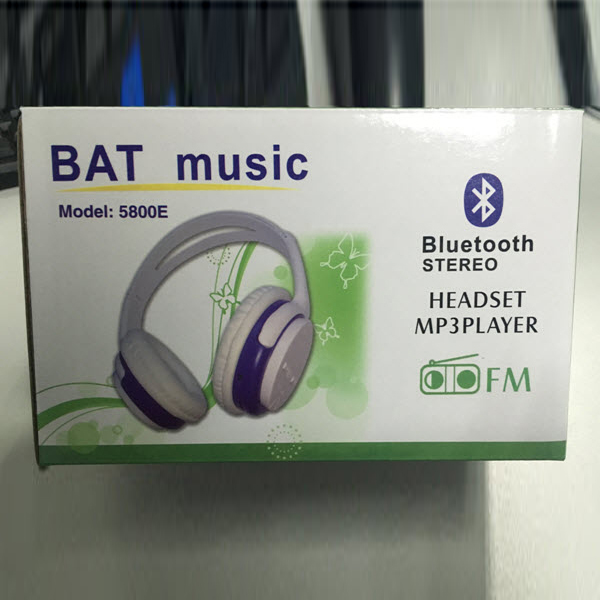 BAT music
Model: 5800E
Bluetooth
STEREO
HEADSET
MP3PLAYER
FM